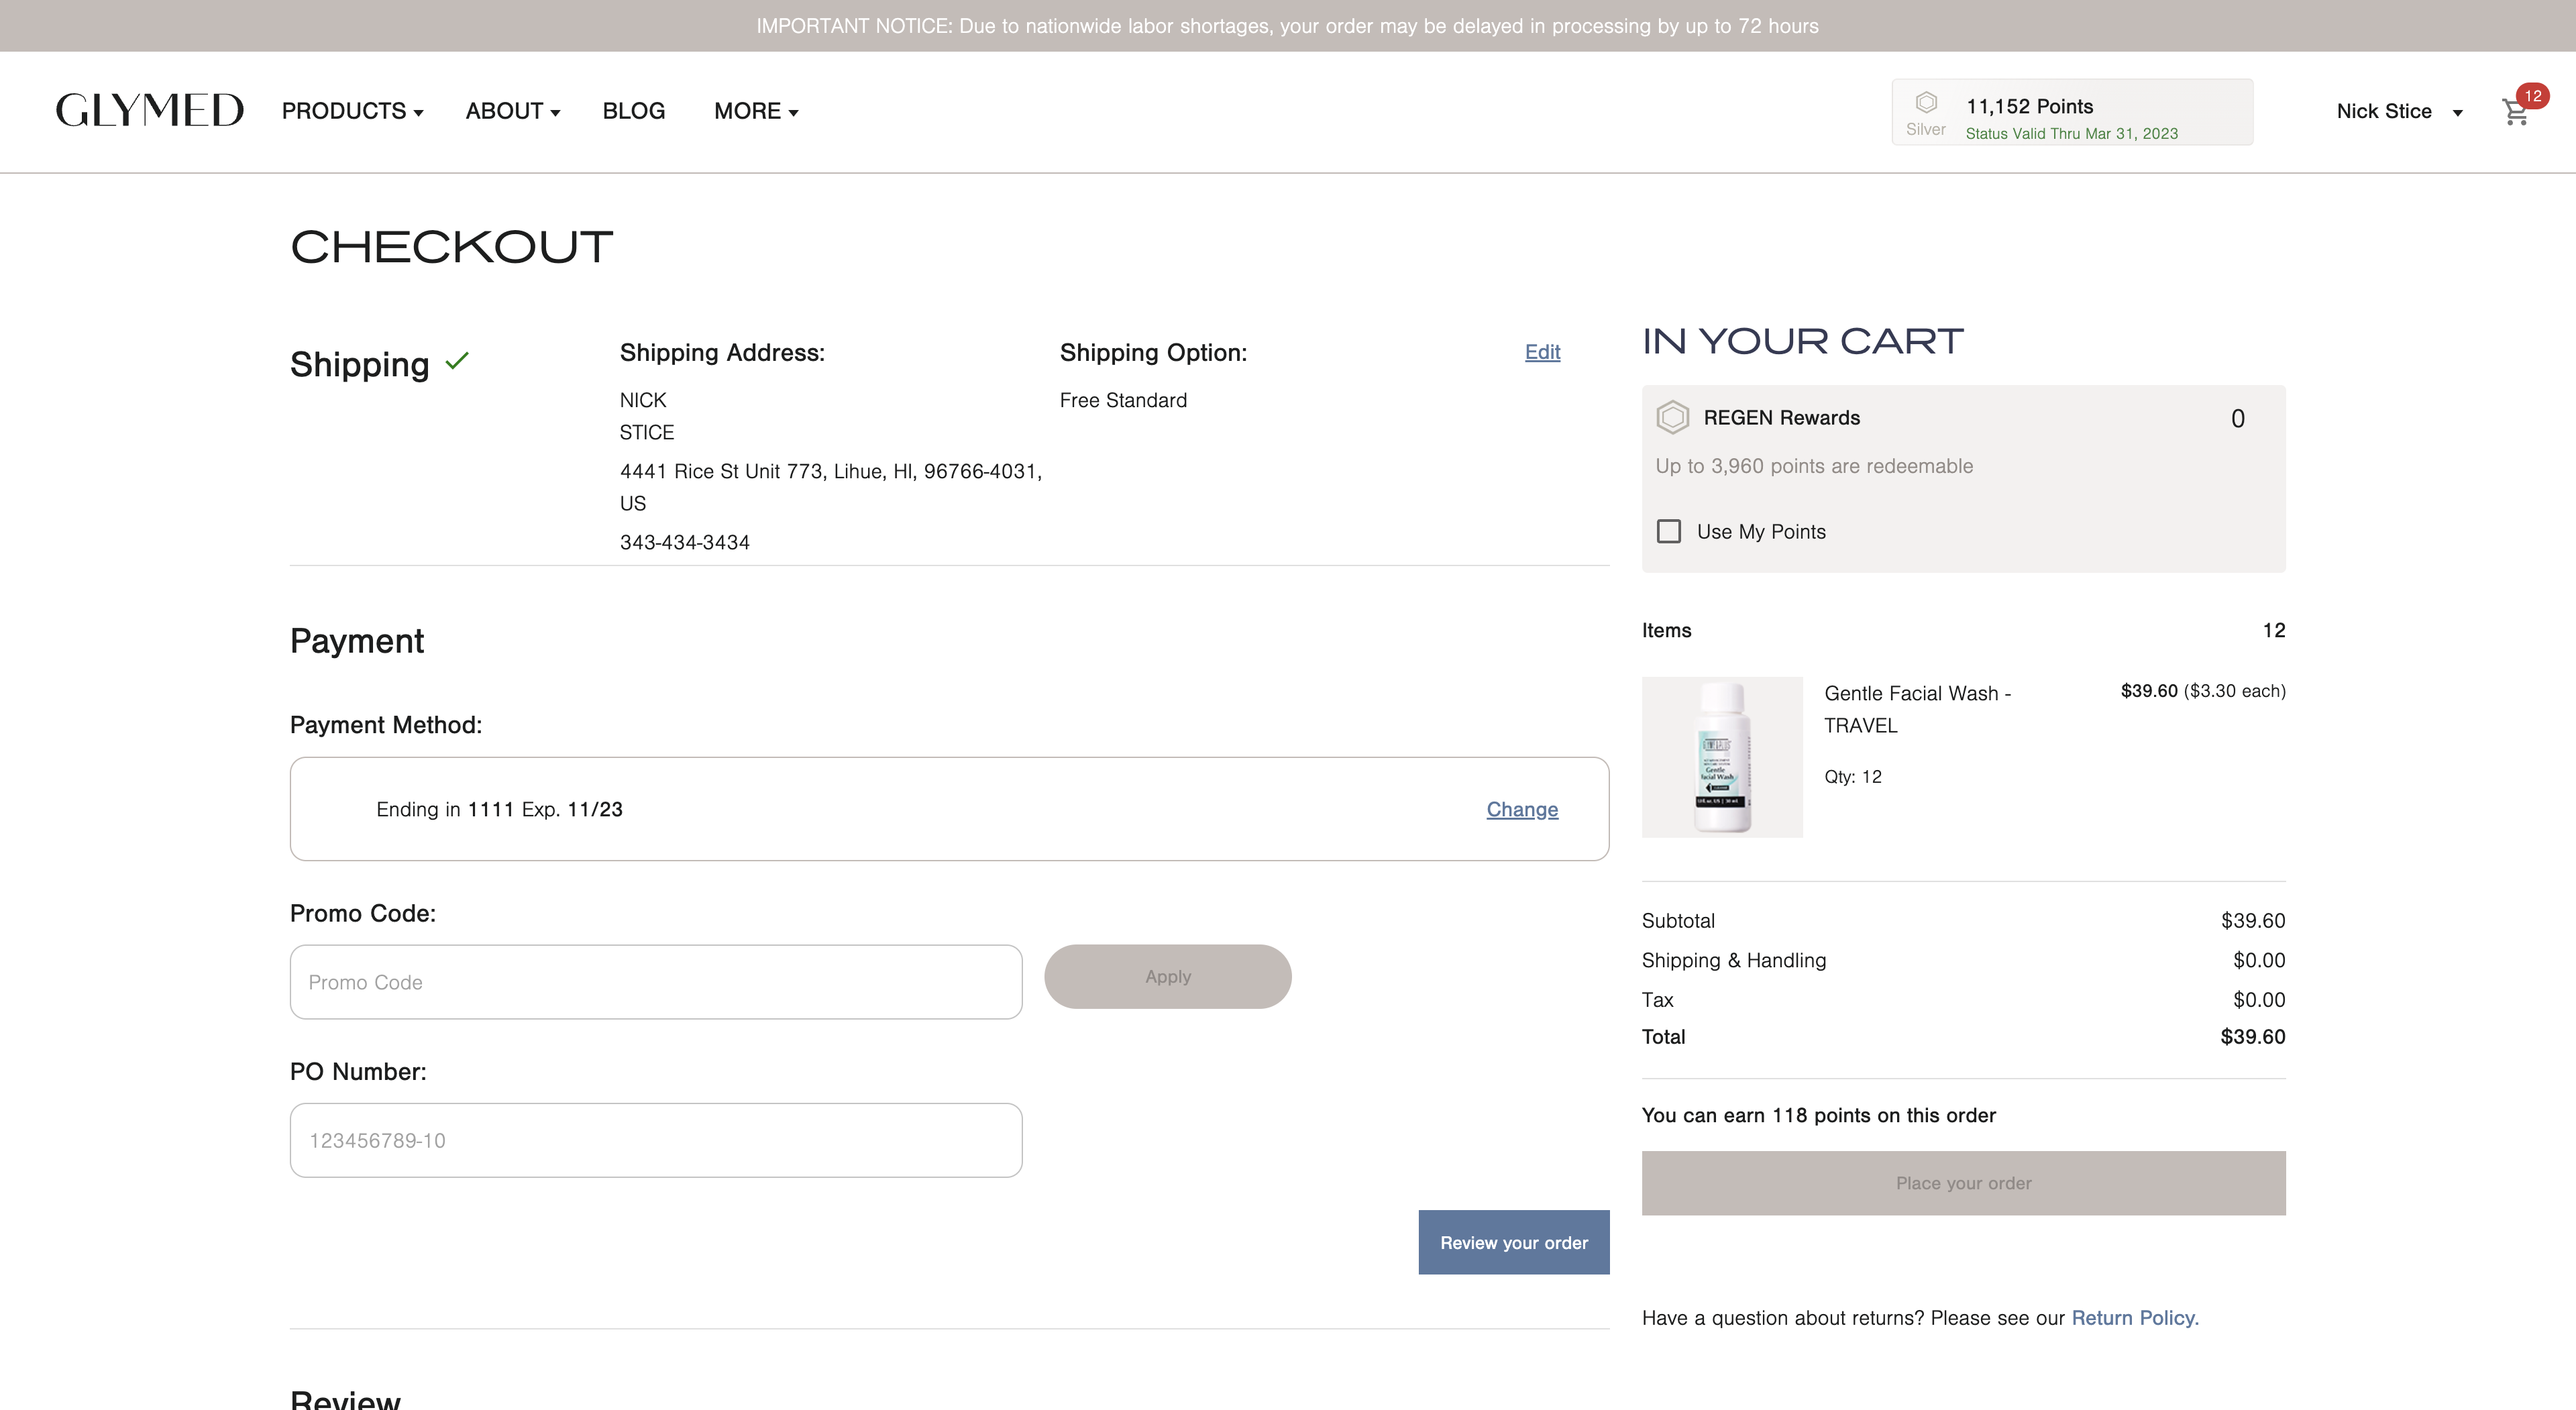 IMPORTANT NOTICE: Due to nationwide labor shortages, your order may be delayed in processing by up to 72 hours
GLYMED
PRODUCTS
ABOUT
BLOG
MORE
Silver
11,152 Points
Status Valid Thru Mar 31, 2023
Nick Stice
12
CHECKOUT
Shipping
Shipping Address:
NICK
STICE
4441 Rice St Unit 773, Lihue, HI, 96766-4031,
US
343-434-3434
Shipping Option:
Free Standard
Edit
Payment
Payment Method:
Ending in 1111 Exp. 11/23
Change
Promo Code:
Promo Code
Apply
PO Number:
123456789-10
Review your order
Review
IN YOUR CART
REGEN Rewards
0
Up to 3,960 points are redeemable
Use My Points
Items
12
Gentle
Facial Wash
Gentle Facial Wash -
TRAVEL
Qty: 12
$39.60 ($3.30 each)
Subtotal
$39.60
Shipping & Handling
$0.00
Tax
$0.00
Total
$39.60
You can earn 118 points on this order
Place your order
Have a question about returns? Please see our Return Policy.